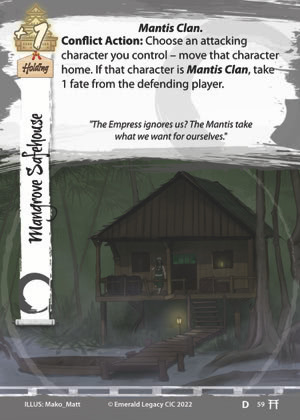 Mantis Clan.
1
Holding
Conflict Action: Choose an attacking
character you control – move that character
home. If that character is Mantis Clan, take
1 fate from the defending player.
"The Empress ignores us? The Mantis take
what we want for ourselves."
Mangrove Safehouse
ILLUS: Mako_Matt © Emerald Legacy CIC 2022 D 59